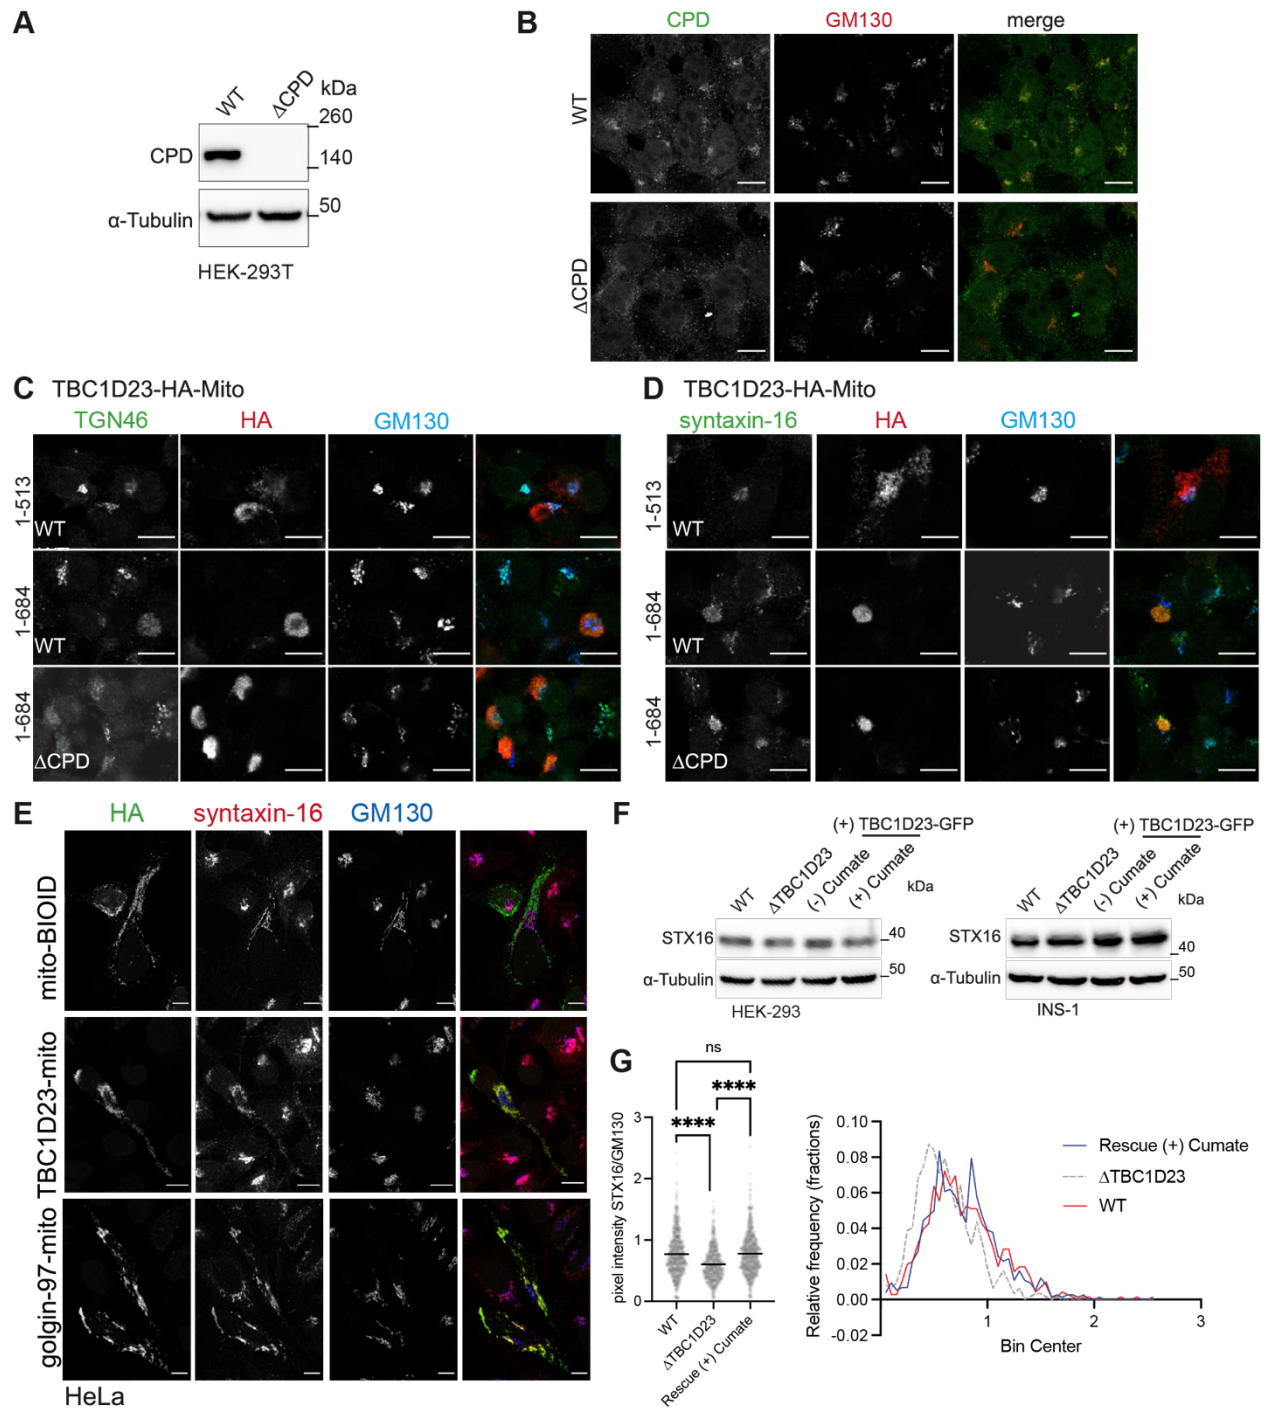 A
WT
ΔCPD
kDa
260
CPD
140
α-Tubulin
50
HEK-293T
B
CPD
GM130
merge
WT
ΔCPD
C
TBC1D23-HA-Mito
TGN46
HA
GM130
1-513
WT
1-684
WT
1-684
ΔCPD
D
TBC1D23-HA-Mito
syntaxin-16
HA
GM130
1-513
WT
1-684
WT
1-684
ΔCPD
E
HA
syntaxin-16
GM130
mito-BIOID
TBC1D23-mito
golgin-97-mito
HeLa
F
(+) TBC1D23-GFP
WT
ΔTBC1D23
(-) Cumate
(+) Cumate
kDa
STX16
40
α-Tubulin
50
HEK-293
(+) TBC1D23-GFP
WT
ΔTBC1D23
(-) Cumate
(+) Cumate
kDa
STX16
40
α-Tubulin
50
INS-1
G
ns
****
****
pixel intensity STX16/GM130
3
2
1
0
WT
ΔTBC1D23
Rescue (+) Cumate
Relative frequency (fractions)
0.10
0.08
0.06
0.04
0.02
0.00
-0.02
1
2
3
Bin Center
Rescue (+) Cumate
ΔTBC1D23
WT